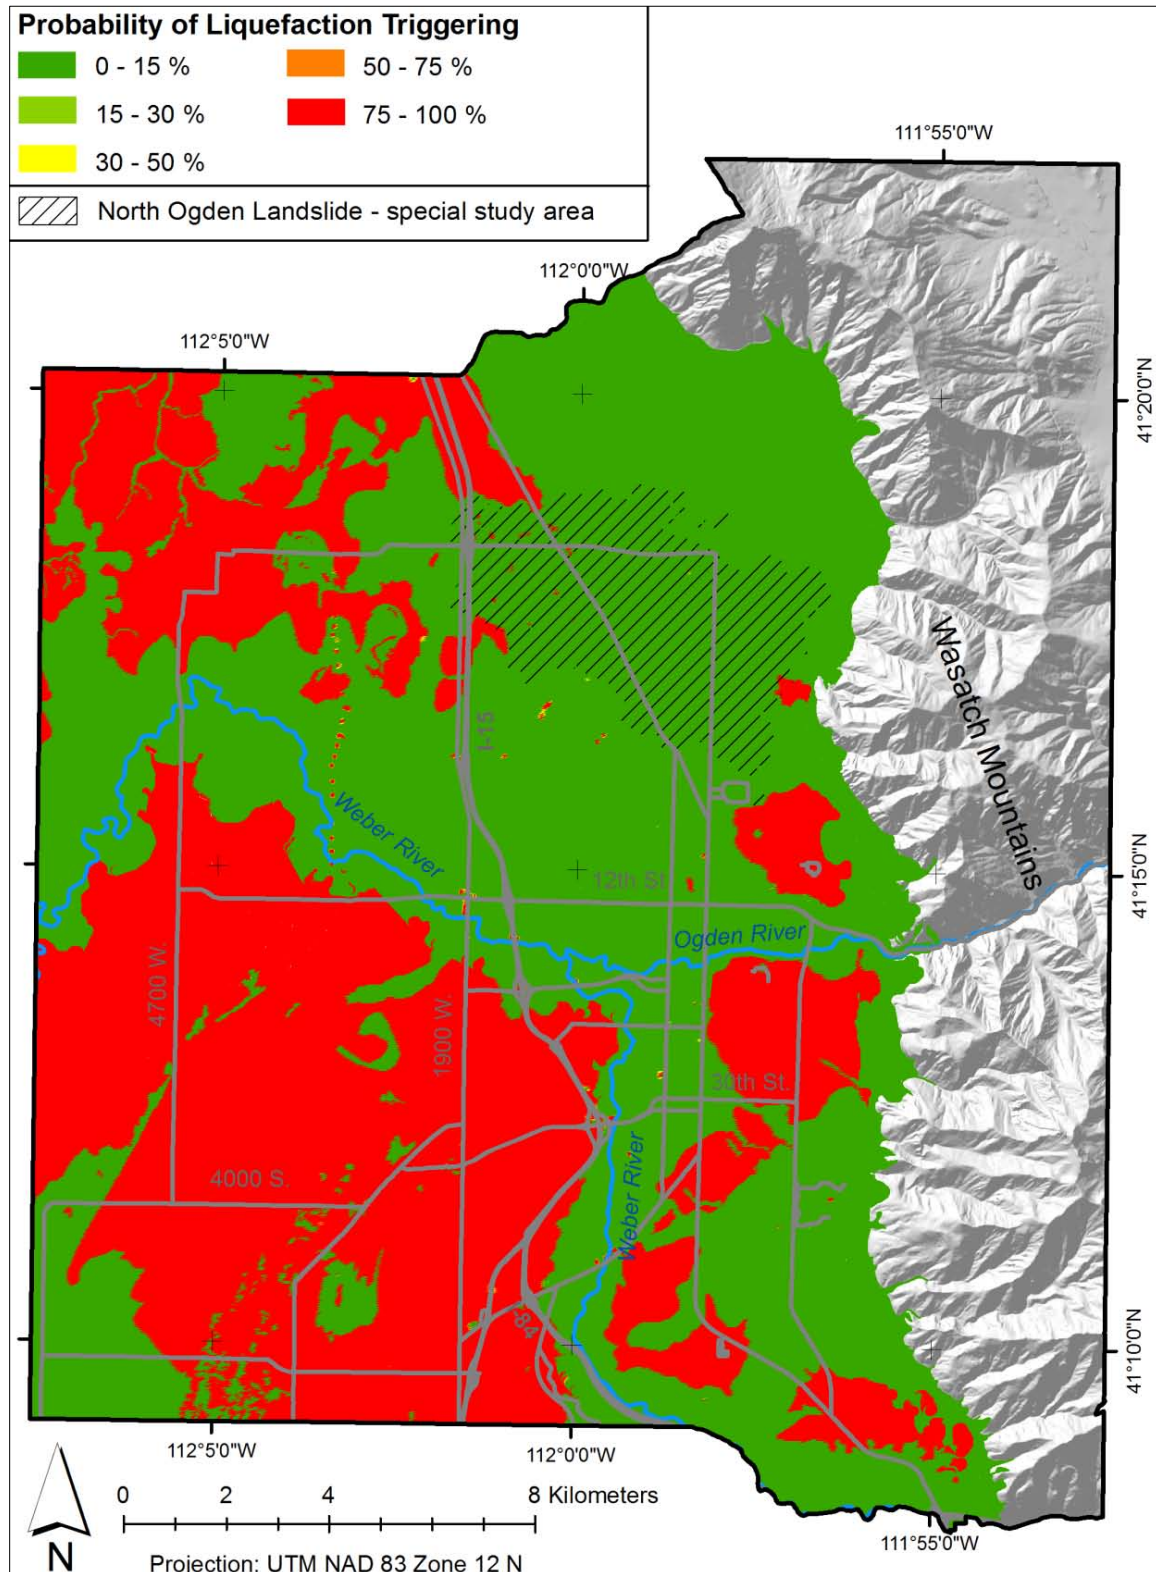 Probability of Liquefaction Triggering
0 - 15 %
50 - 75 %
15 - 30 %
75 - 100 %
30 - 50 %
North Ogden Landslide - special study area
111°55'0"W
112°0'0"W
112°5'0"W
41°20'0"N
Wasatch Mountains
I-15
Weber River
12th St.
41°15'0"N
Ogden River
4700 W.
1900 W.
30th St.
4000 S.
Weber River
-84
41°10'0"N
112°5'0"W
112°0'0"W
111°55'0"W
0 2 4 8 Kilometers
N
Projection: UTM NAD 83 Zone 12 N